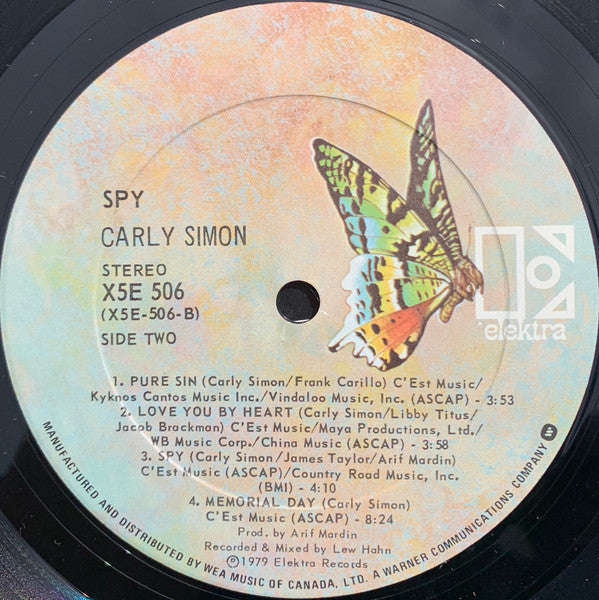 SPY
CARLY SIMON
STEREO
X5E 506
(X5E-506-B)
SIDE TWO
elektra
1. PURE SIN (Carly Simon/Frank Carillo) C'Est Music/
Kyknos Cantos Music Inc./Vindaloo Music, Inc. (ASCAP) - 3:53
2. LOVE YOU BY HEART (Carly Simon/Libby Titus/
Jacob Brackman) C'Est Music/Maya Productions, Ltd./
WB Music Corp./China Music (ASCAP) - 3:58
3. SPY (Carly Simon/James Taylor/Arif Mardin)
C'Est Music (ASCAP)/Country Road Music, Inc.
(BMI) - 4:10
4. MEMORIAL DAY (Carly Simon)
C'Est Music (ASCAP) - 8:24
Prod. by Arif Mardin
Recorded & Mixed by Lew Hahn
℗1979 Elektra Records
MANUFACTURED AND DISTRIBUTED BY WEA MUSIC OF CANADA, LTD. A WARNER COMMUNICATIONS COMPANY